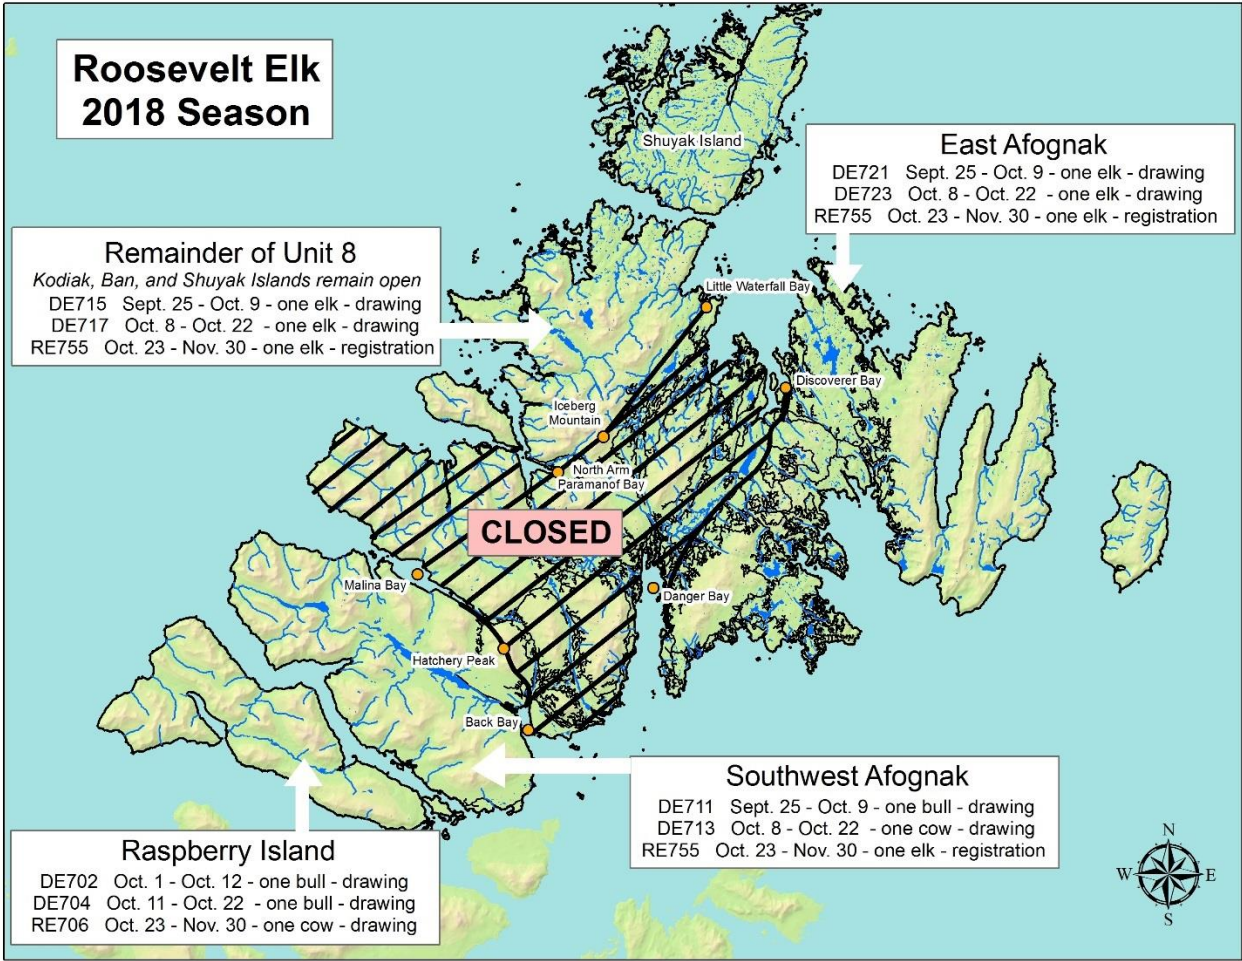 Roosevelt Elk
2018 Season
Shuyak Island
East Afognak
DE721 Sept. 25 - Oct. 9 - one elk - drawing
DE723 Oct. 8 - Oct. 22 - one elk - drawing
RE755 Oct. 23 - Nov. 30 - one elk - registration
Remainder of Unit 8
Kodiak, Ban, and Shuyak Islands remain open
DE715 Sept. 25 - Oct. 9 - one elk - drawing
DE717 Oct. 8 - Oct. 22 - one elk - drawing
RE755 Oct. 23 - Nov. 30 - one elk - registration
Little Waterfall Bay
Discoverer Bay
Iceberg
Mountain
North Arm
Paramanof Bay
CLOSED
Malina Bay
Danger Bay
Hatchery Peak
Back Bay
Southwest Afognak
DE711 Sept. 25 - Oct. 9 - one bull - drawing
DE713 Oct. 8 - Oct. 22 - one cow - drawing
RE755 Oct. 23 - Nov. 30 - one elk - registration
Raspberry Island
DE702 Oct. 1 - Oct. 12 - one bull - drawing
DE704 Oct. 11 - Oct. 22 - one bull - drawing
RE706 Oct. 23 - Nov. 30 - one cow - drawing
N
W E
S